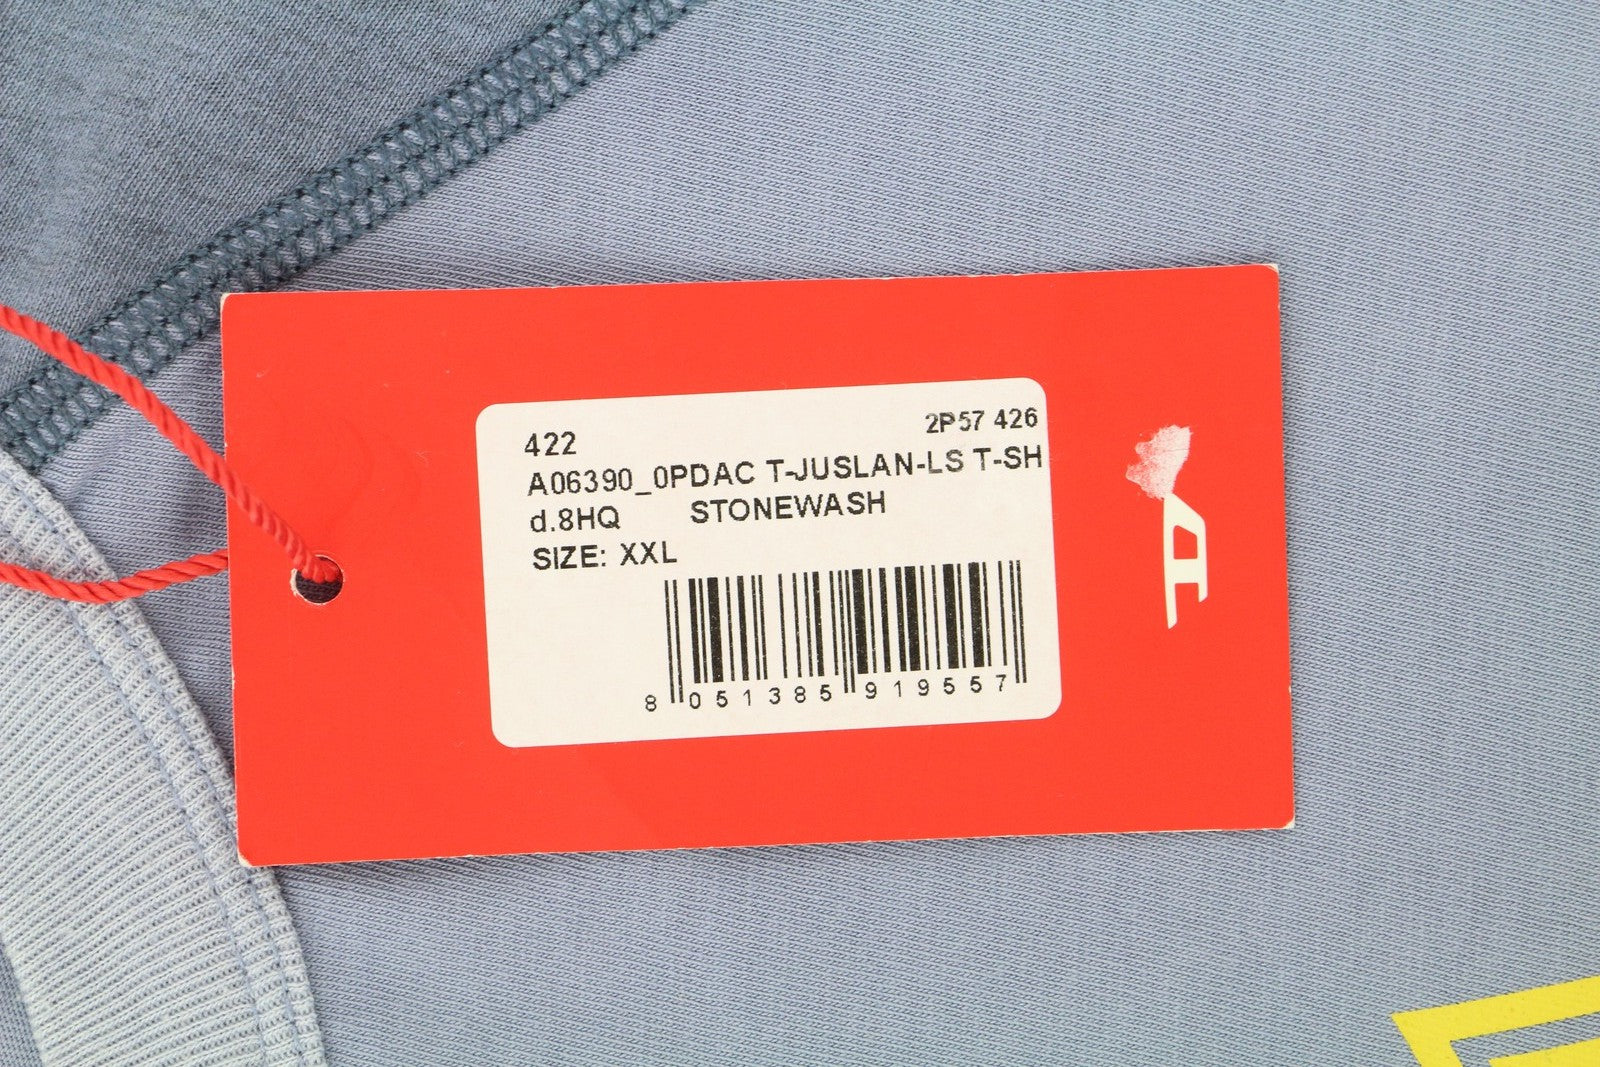 422 2P57 426
A06390_0PDAC T-JUSLAN-LS T-SH
d.8HQ STONEWASH
SIZE: XXL
8 051385 919557
D